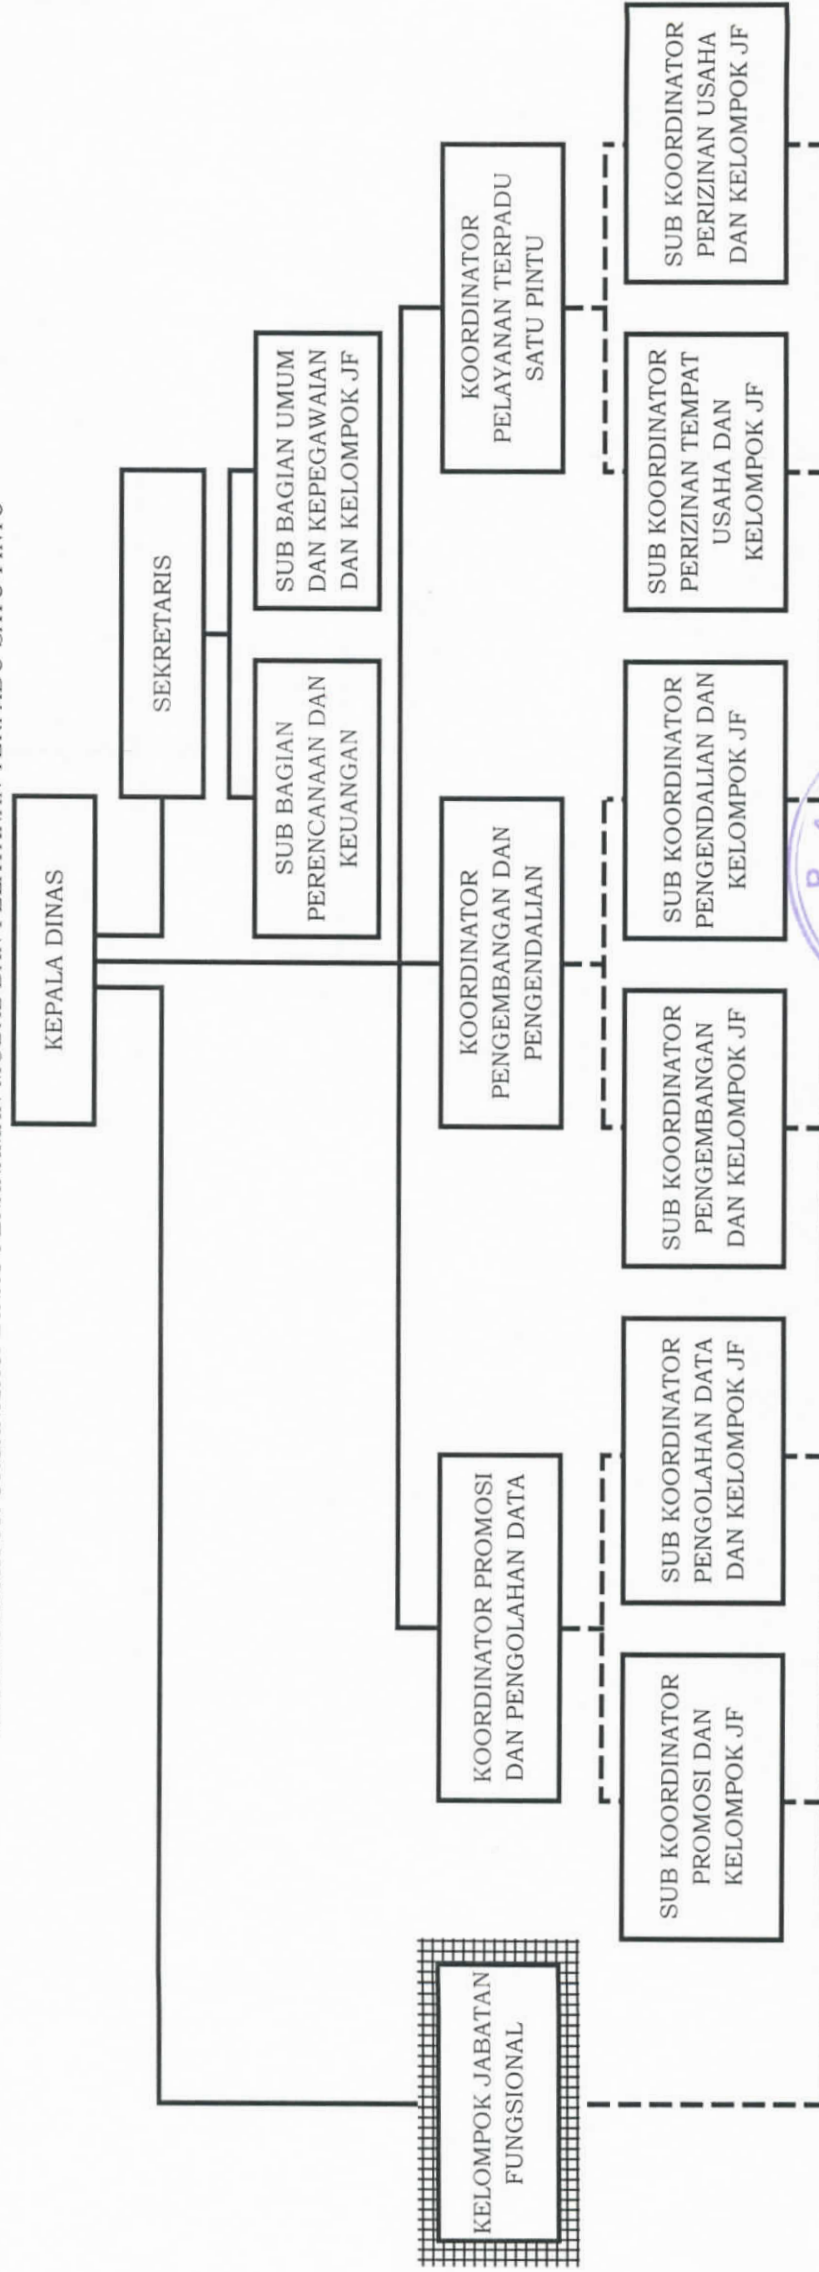 KEPALA DINAS
SEKRETARIS
SUB BAGIAN
PERENCANAAN DAN
KEUANGAN
SUB BAGIAN UMUM
DAN KEPEGAWAIAN
DAN KELOMPOK JF
KELOMPOK JABATAN
FUNGSIONAL
KOORDINATOR PROMOSI
DAN PENGOLAHAN DATA
KOORDINATOR
PENGEMBANGAN DAN
PENGENDALIAN
KOORDINATOR
PELAYANAN TERPADU
SATU PINTU
SUB KOORDINATOR
PROMOSI DAN
KELOMPOK JF
SUB KOORDINATOR
PENGOLAHAN DATA
DAN KELOMPOK JF
SUB KOORDINATOR
PENGEMBANGAN
DAN KELOMPOK JF
SUB KOORDINATOR
PENGENDALIAN DAN
KELOMPOK JF
SUB KOORDINATOR
PERIZINAN TEMPAT
USAHA DAN
KELOMPOK JF
SUB KOORDINATOR
PERIZINAN USAHA
DAN KELOMPOK JF